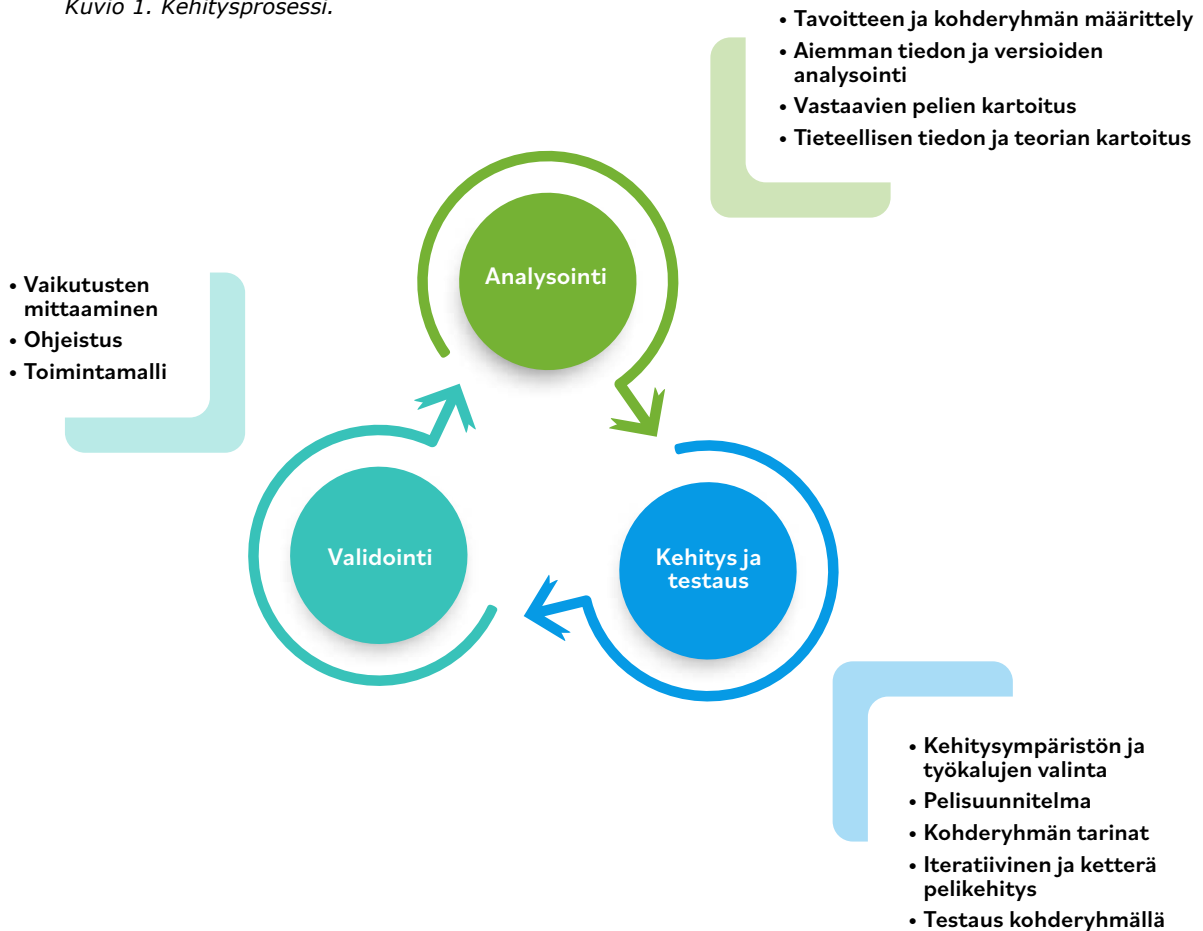 Kuvio 1. Kehitysprosessi.
• Tavoitteen ja kohderyhmän määrittely
• Aiemman tiedon ja versioiden
analysointi
• Vastaavien pelien kartoitus
• Tieteellisen tiedon ja teorian kartoitus
Analysointi
• Vaikutusten
mittaaminen
• Ohjeistus
• Toimintamalli
Validointi
Kehitys ja
testaus
• Kehitysympäristön ja
työkalujen valinta
• Pelisuunnitelma
• Kohderyhmän tarinat
• Iteratiivinen ja ketterä
pelikehitys
• Testaus kohderyhmällä